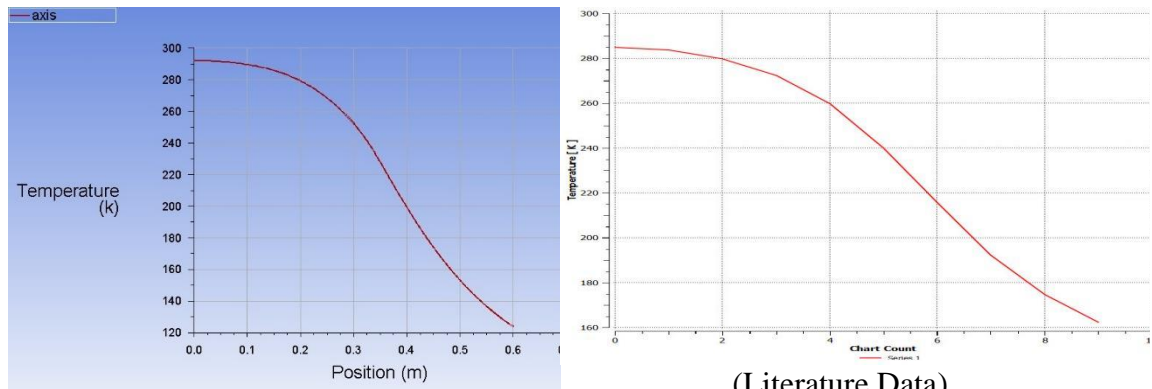 axis
300
280
260
240
220
200
180
160
140
120
Temperature
(k)
0.0 0.1 0.2 0.3 0.4 0.5 0.6
Position (m)
300
280
260
240
220
200
180
160
Temperature [ K ]
0 2 4 6 8
Chart Count
Series 1
(Literature Data)